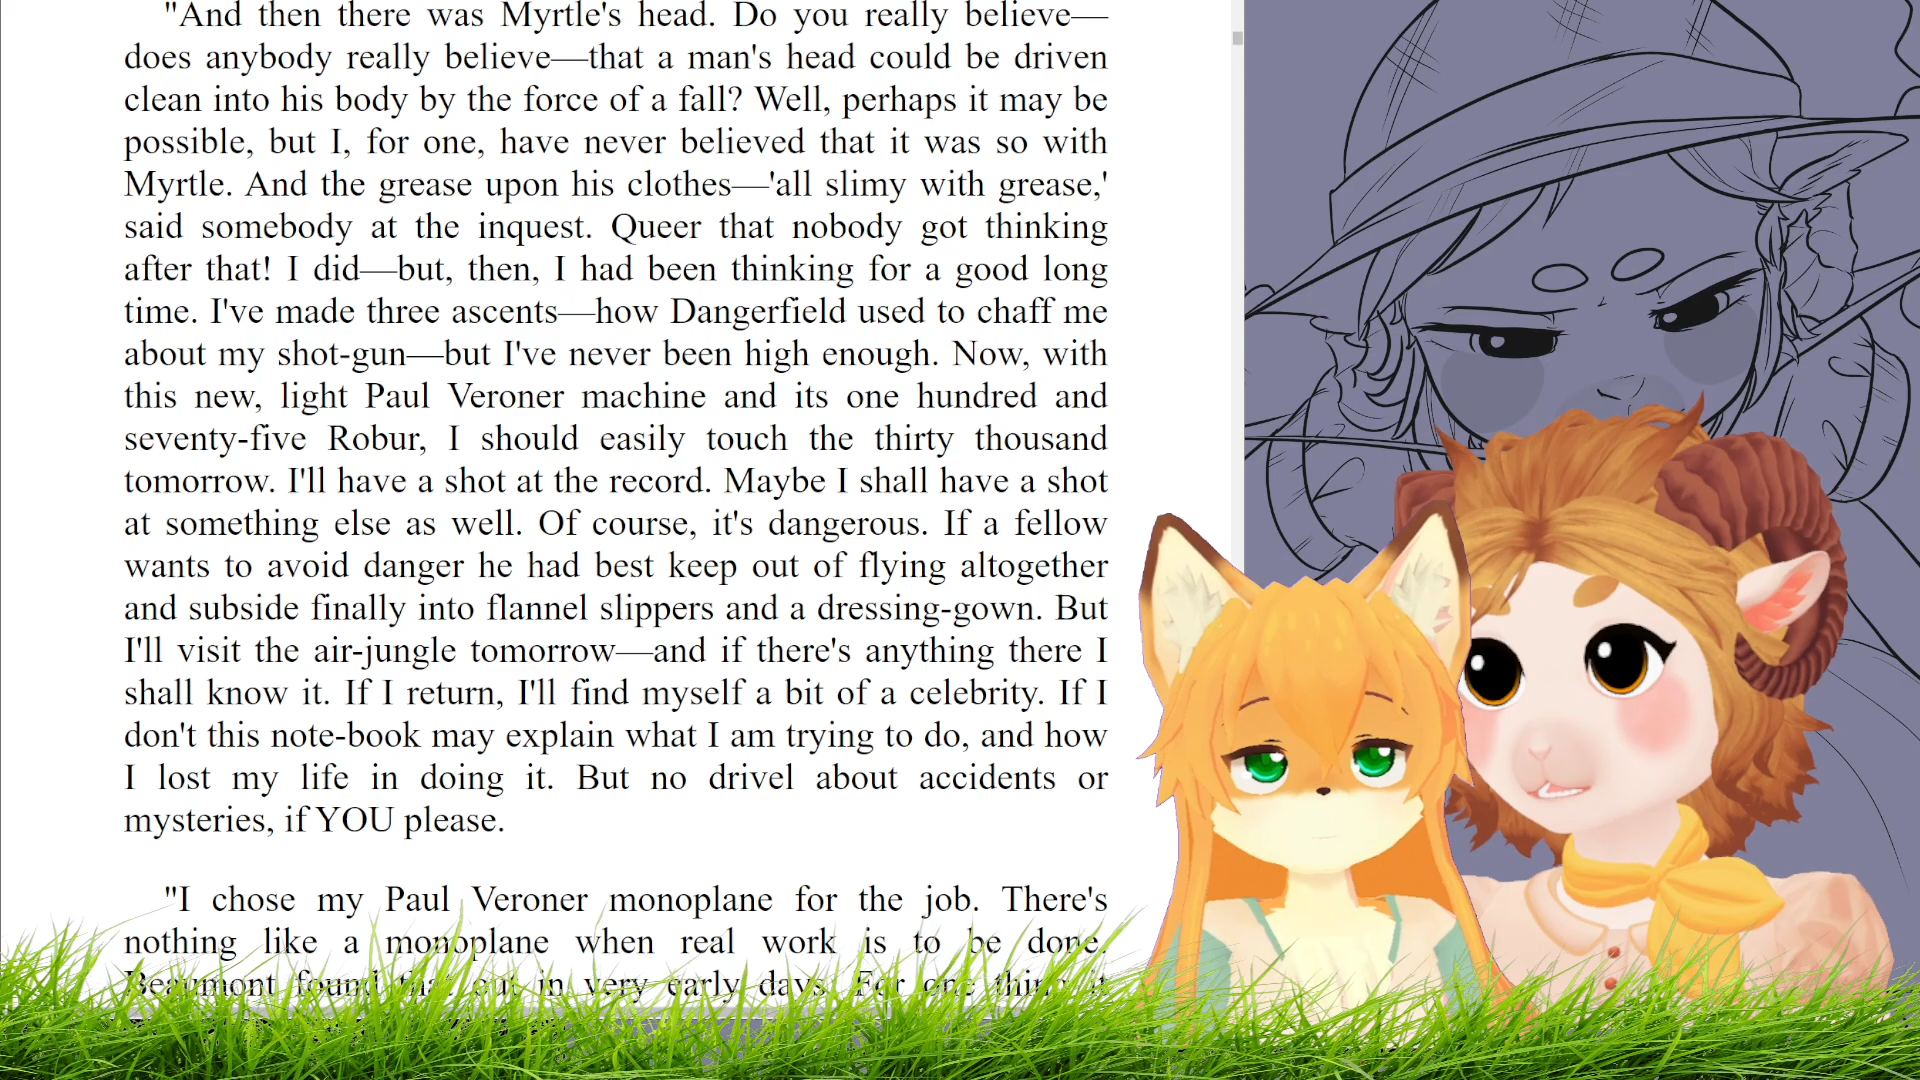 "And then there was Myrtle's head. Do you really believe—
does anybody really believe—that a man's head could be driven
clean into his body by the force of a fall? Well, perhaps it may be
possible, but I, for one, have never believed that it was so with
Myrtle. And the grease upon his clothes—'all slimy with grease,'
said somebody at the inquest. Queer that nobody got thinking
after that! I did—but, then, I had been thinking for a good long
time. I've made three ascents—how Dangerfield used to chaff me
about my shot-gun—but I've never been high enough. Now, with
this new, light Paul Veroner machine and its one hundred and
seventy-five Robur, I should easily touch the thirty thousand
tomorrow. I'll have a shot at the record. Maybe I shall have a shot
at something else as well. Of course, it's dangerous. If a fellow
wants to avoid danger he had best keep out of flying altogether
and subside finally into flannel slippers and a dressing-gown. But
I'll visit the air-jungle tomorrow—and if there's anything there I
shall know it. If I return, I'll find myself a bit of a celebrity. If I
don't this note-book may explain what I am trying to do, and how
I lost my life in doing it. But no drivel about accidents or
mysteries, if YOU please.
"I chose my Paul Veroner monoplane for the job. There's
nothing like a monoplane when real work is to be done.
Beaumont found that out in very early days. For one thing it